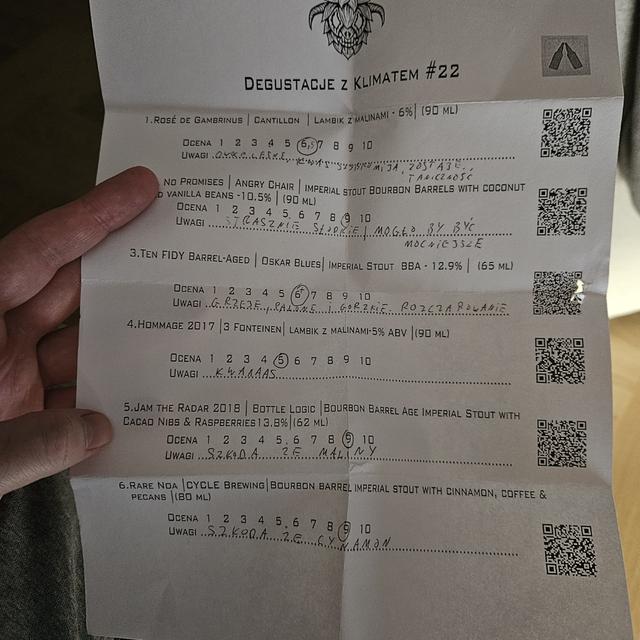 DEGUSTACJE Z KLIMATEM #22
1.ROSÉ DE GAMBRINUS | CANTILLON | LAMBIK Z MALINAMI - 6%| (90 ML)
OCENA 1 2 3 4 5 6,5 7 8 9 10
UWAGI KWAS SZYBKO MIJA, ZOSTAJE
TANICZNOŚĆ
NO PROMISES | ANGRY CHAIR | IMPERIAL STOUT BOURBON BARRELS WITH COCONUT
D VANILLA BEANS -10.5% | (90 ML)
OCENA 1 2 3 4 5 6 7 8 9 10
UWAGI STRASZNIE SŁODKIE, MOGŁO BY BYĆ
MOCNIEJSZE
3.TEN FIDY BARREL-AGED | OSKAR BLUES| IMPERIAL STOUT BBA - 12.9% | (65 ML)
OCENA 1 2 3 4 5 6 7 8 9 10
UWAGI GRZEJE, PALONE I GORZKIE. ROZCZAROWANIE
4.HOMMAGE 2017 |3 FONTEINEN| LAMBIK Z MALINAMI-5% ABV |(90 ML)
OCENA 1 2 3 4 5 6 7 8 9 10
UWAGI KWAAAAS
5.JAM THE RADAR 2018 | BOTTLE LOGIC |BOURBON BARREL AGE IMPERIAL STOUT WITH
CACAO NIBS & RASPBERRIES 13.8%|(62 ML)
OCENA 1 2 3 4 5 6 7 8 9 10
UWAGI SZKODA ŻE MALINY
6.RARE NOA |CYCLE BREWING|BOURBON BARREL IMPERIAL STOUT WITH CINNAMON, COFFEE &
PECANS |(80 ML)
OCENA 1 2 3 4 5 6 7 8 9 10
UWAGI SZKODA ŻE CYNAMON